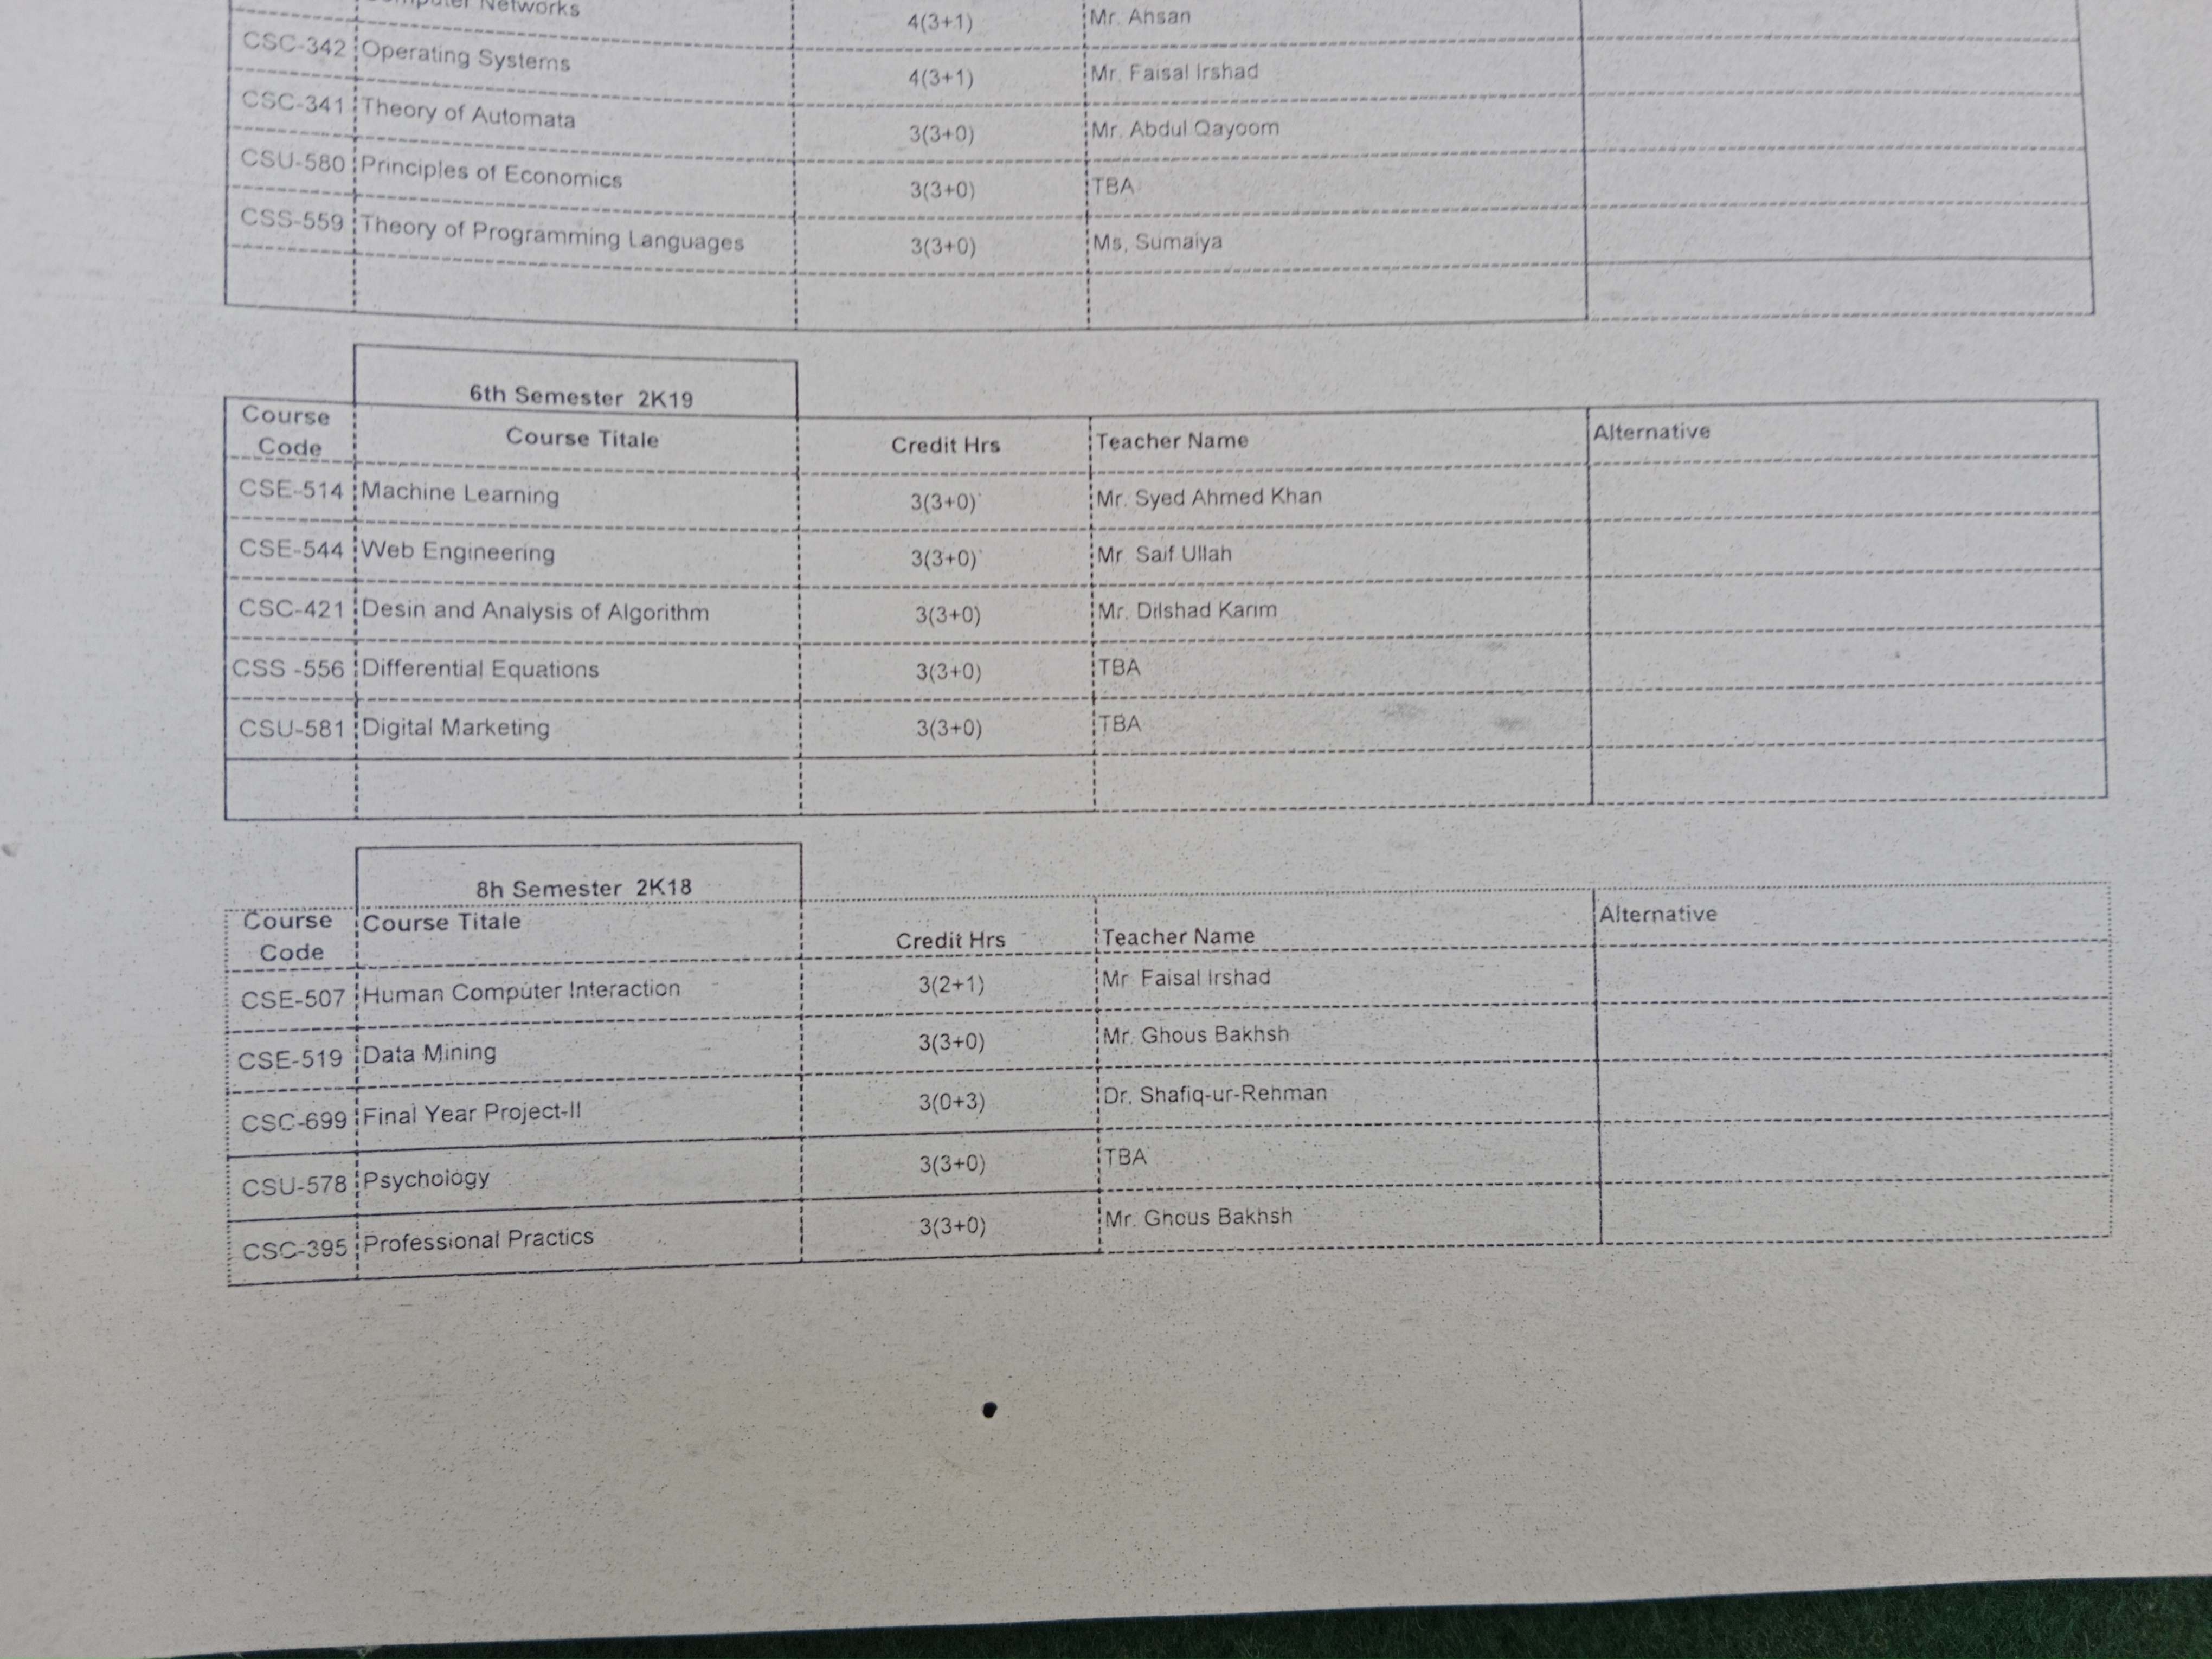 Computer Networks 4(3+1) Mr. Ahsan
CSC-342 Operating Systems 4(3+1) Mr. Faisal Irshad
CSC-341 Theory of Automata 3(3+0) Mr. Abdul Qayoom
CSU-580 Principles of Economics 3(3+0) TBA
CSS-559 Theory of Programming Languages 3(3+0) Ms, Sumaiya
6th Semester 2K19
Course Code Course Titale Credit Hrs Teacher Name Alternative
CSE-514 Machine Learning 3(3+0) Mr. Syed Ahmed Khan
CSE-544 Web Engineering 3(3+0) Mr. Saif Ullah
CSC-421 Desin and Analysis of Algorithm 3(3+0) Mr. Dilshad Karim
CSS -556 Differential Equations 3(3+0) TBA
CSU-581 Digital Marketing 3(3+0) TBA
8h Semester 2K18
Course Code Course Titale Credit Hrs Teacher Name Alternative
CSE-507 Human Computer Interaction 3(2+1) Mr Faisal Irshad
CSE-519 Data Mining 3(3+0) Mr. Ghous Bakhsh
CSC-699 Final Year Project-II 3(0+3) Dr. Shafiq-ur-Rehman
CSU-578 Psychology 3(3+0) TBA
CSC-395 Professional Practics 3(3+0) Mr. Ghous Bakhsh